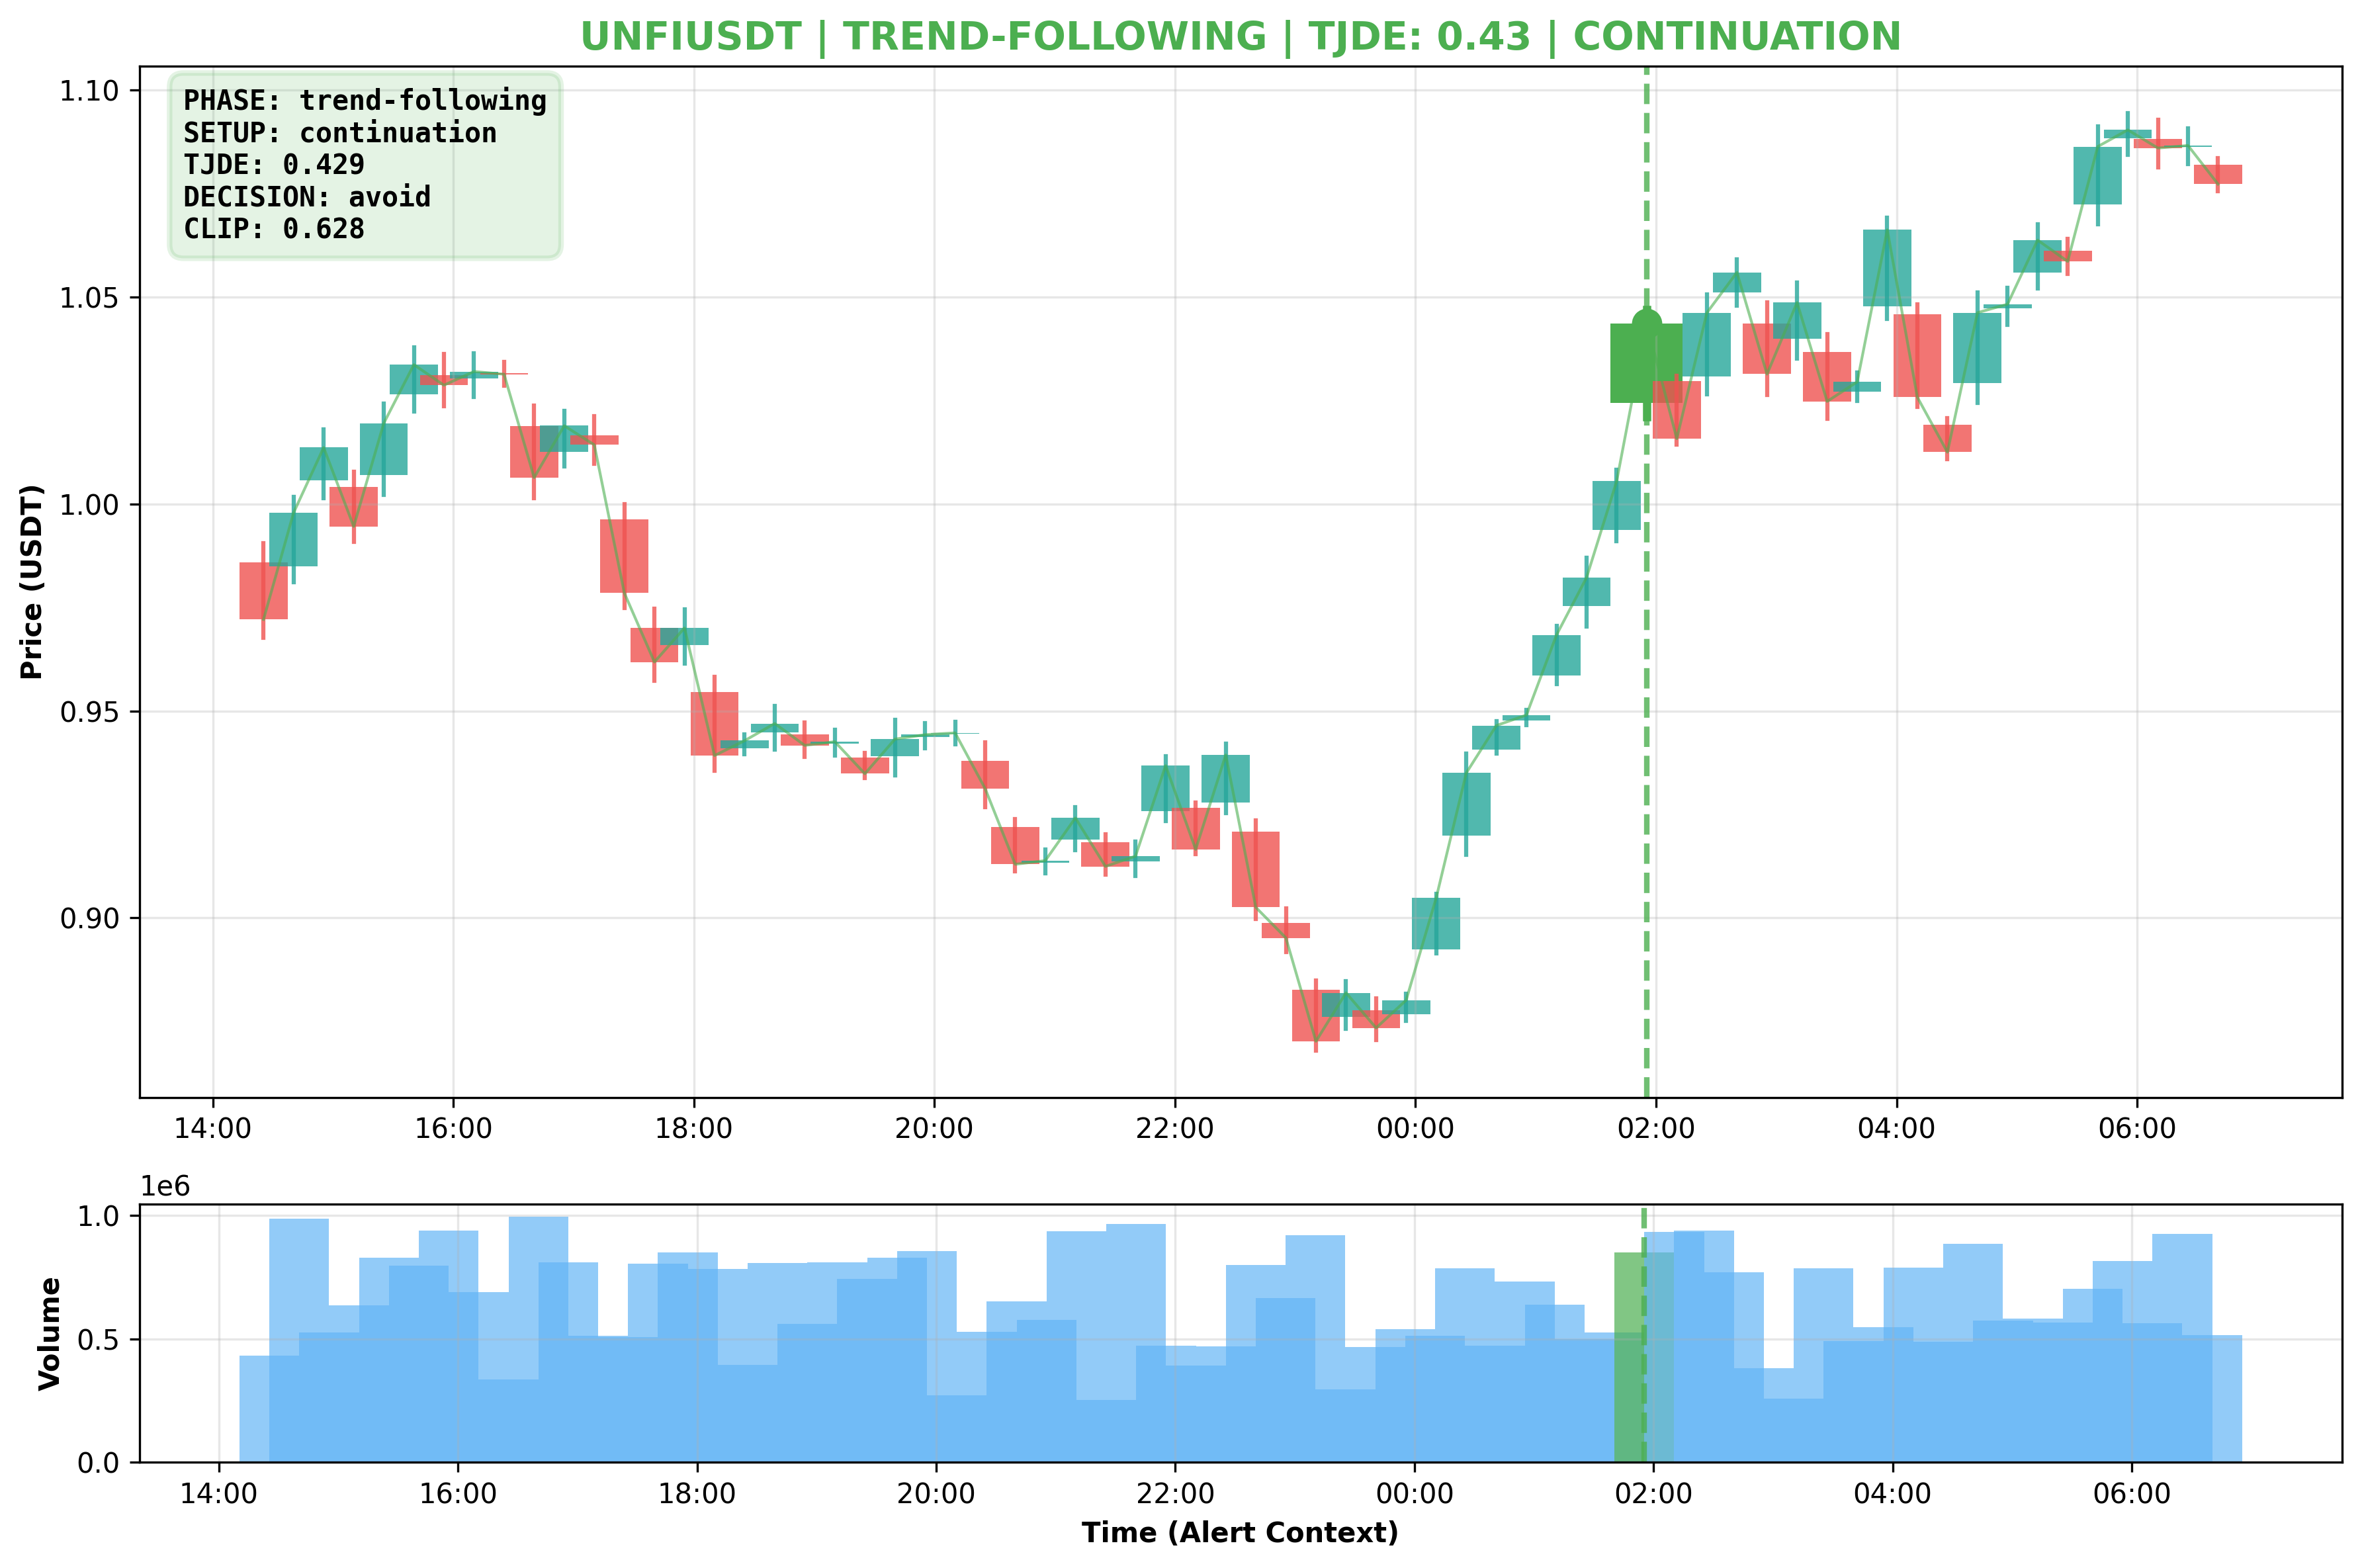 UNFIUSDT | TREND-FOLLOWING | TJDE: 0.43 | CONTINUATION
PHASE: trend-following
SETUP: continuation
TJDE: 0.429
DECISION: avoid
CLIP: 0.628
Price (USDT)
1.10
1.05
1.00
0.95
0.90
14:00 16:00 18:00 20:00 22:00 00:00 02:00 04:00 06:00
1e6
Volume
1.0
0.5
0.0
14:00 16:00 18:00 20:00 22:00 00:00 02:00 04:00 06:00
Time (Alert Context)